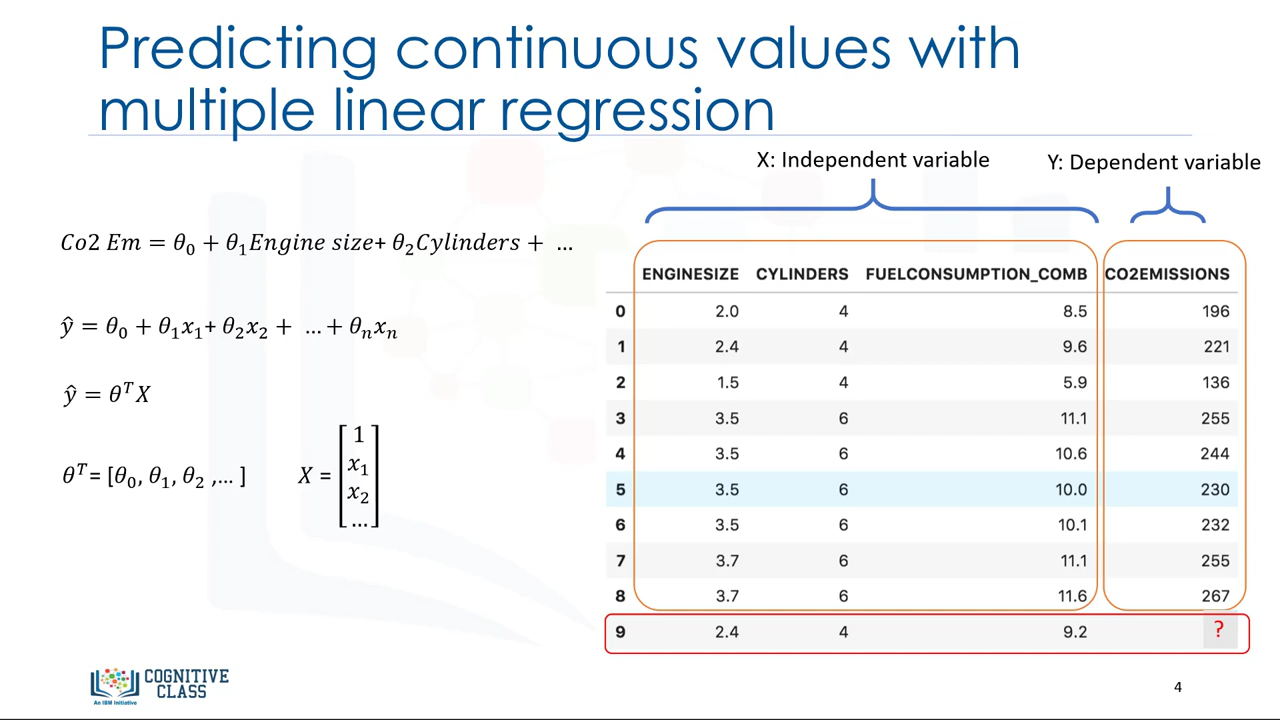 Predicting continuous values with
multiple linear regression
X: Independent variable
Y: Dependent variable
Co2 Em = θ₀ + θ₁Engine size+ θ₂Cylinders + …
ŷ = θ₀ + θ₁x₁+ θ₂x₂ + …+ θₙxₙ
ŷ = θᵀX
θᵀ= [θ₀, θ₁, θ₂ ,… ]
X =
1
x₁
x₂
…
ENGINESIZE CYLINDERS FUELCONSUMPTION_COMB CO2EMISSIONS
0 2.0 4 8.5 196
1 2.4 4 9.6 221
2 1.5 4 5.9 136
3 3.5 6 11.1 255
4 3.5 6 10.6 244
5 3.5 6 10.0 230
6 3.5 6 10.1 232
7 3.7 6 11.1 255
8 3.7 6 11.6 267
9 2.4 4 9.2 ?
COGNITIVE
CLASS
An IBM Initiative
4